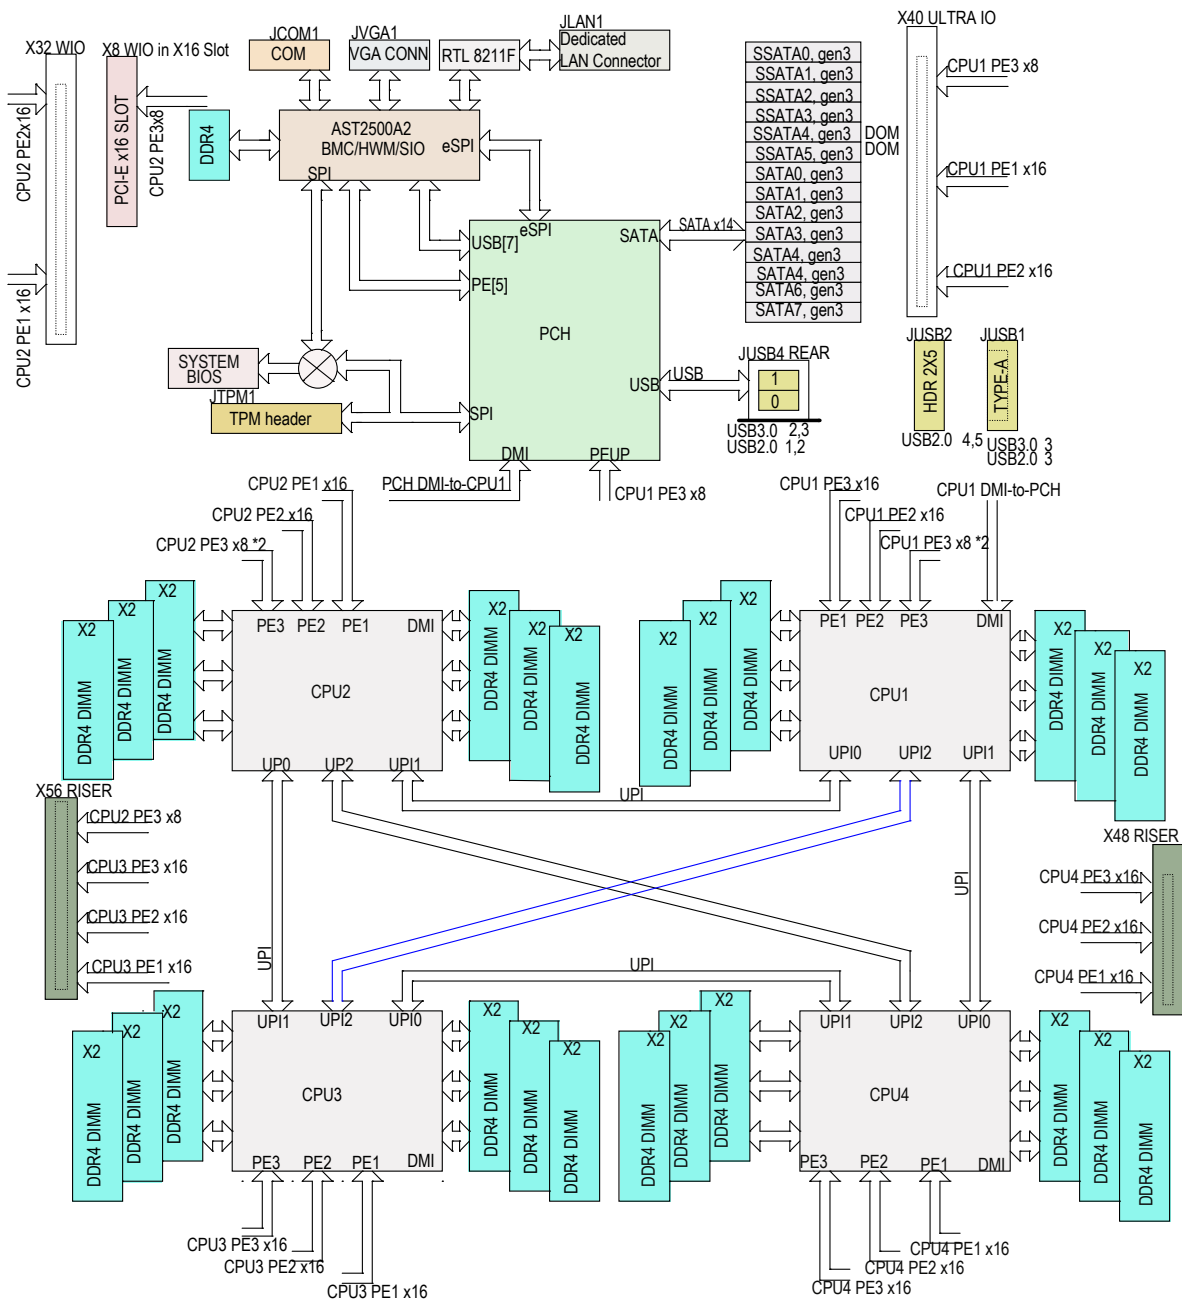 X32 WIO
X8 WIO in X16 Slot
JCOM1
COM
JVGA1
VGA CONN
RTL 8211F
JLAN1
Dedicated
LAN Connector
X40 ULTRA IO
CPU2 PE2x16
CPU2 PE1 x16
PCI-E x16 SLOT
CPU2 PE3x8
DDR4
AST2500A2
BMC/HWM/SIO
eSPI
SPI
SSATA0, gen3
SSATA1, gen3
SSATA2, gen3
SSATA3, gen3
SSATA4, gen3 DOM
SSATA5, gen3 DOM
SATA0, gen3
SATA1, gen3
SATA2, gen3
SATA3, gen3
SATA4, gen3
SATA4, gen3
SATA6, gen3
SATA7, gen3
CPU1 PE3 x8
CPU1 PE1 x16
CPU1 PE2 x16
eSPI
USB[7]
PE[5]
SATA
SATA x14
PCH
USB
USB
SPI
DMI
PEUP
SYSTEM
BIOS
JTPM1
TPM header
JUSB4 REAR
1
0
USB3.0 2,3
USB2.0 1,2
JUSB2
HDR 2X5
USB2.0 4,5
JUSB1
TYPE-A
USB3.0 3
USB2.0 3
CPU2 PE1 x16
CPU2 PE2 x16
CPU2 PE3 x8 *2
PCH DMI-to-CPU1
CPU1 PE3 x8
CPU1 PE3 x16
CPU1 PE2 x16
CPU1 PE3 x8 *2
CPU1 DMI-to-PCH
X2
DDR4 DIMM
X2
DDR4 DIMM
X2
DDR4 DIMM
PE3
PE2
PE1
DMI
CPU2
UP0
UP2
UPI1
X2
DDR4 DIMM
X2
DDR4 DIMM
X2
DDR4 DIMM
X2
DDR4 DIMM
X2
DDR4 DIMM
X2
DDR4 DIMM
PE1
PE2
PE3
DMI
CPU1
UPI0
UPI2
UPI1
X2
DDR4 DIMM
X2
DDR4 DIMM
X2
DDR4 DIMM
UPI
UPI
UPI
UPI
X56 RISER
CPU2 PE3 x8
CPU3 PE3 x16
CPU3 PE2 x16
CPU3 PE1 x16
X48 RISER
CPU4 PE3 x16
CPU4 PE2 x16
CPU4 PE1 x16
X2
DDR4 DIMM
X2
DDR4 DIMM
X2
DDR4 DIMM
UPI1
UPI2
UPI0
CPU3
PE3
PE2
PE1
DMI
X2
DDR4 DIMM
X2
DDR4 DIMM
X2
DDR4 DIMM
X2
DDR4 DIMM
X2
DDR4 DIMM
X2
DDR4 DIMM
UPI1
UPI2
UPI0
CPU4
PE3
PE2
PE1
DMI
X2
DDR4 DIMM
X2
DDR4 DIMM
X2
DDR4 DIMM
CPU3 PE3 x16
CPU3 PE2 x16
CPU3 PE1 x16
CPU4 PE1 x16
CPU4 PE2 x16
CPU4 PE3 x16